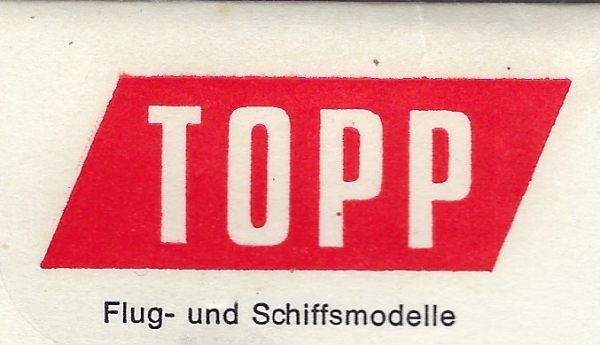 TOPP
Flug- und Schiffsmodelle